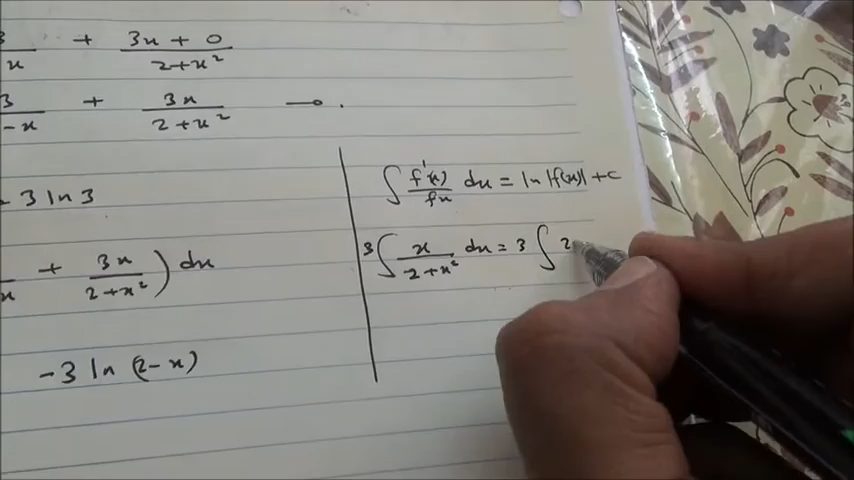 3/x + (3x + 0)/(2+x²)
3/-x + 3x/(2+x²) → .
- 3 ln 3
∫ f'(x)/fx dx = ln |f(x)| + c
/x + 3x/(2+x²) ) dx
3 ∫ x/(2+x²) dx = 3 ∫ 2
-3 ln (2-x)